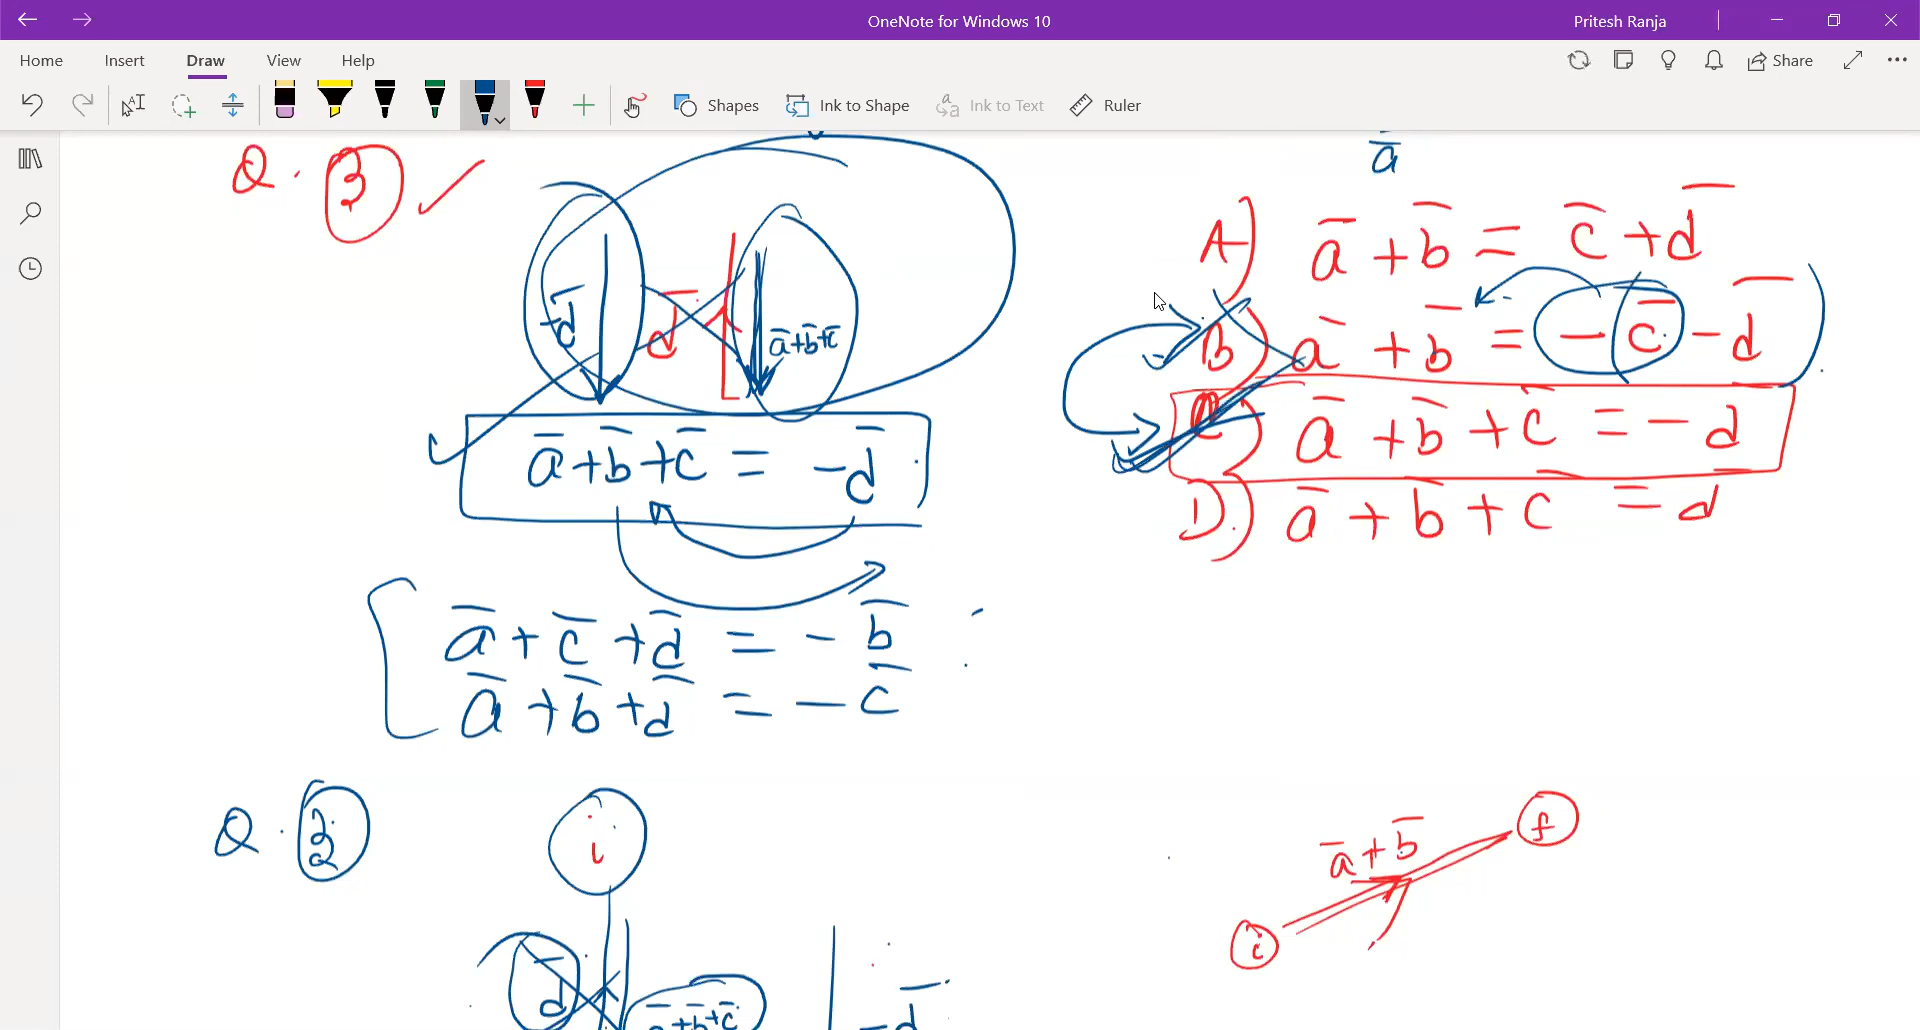 OneNote for Windows 10
Pritesh Ranja
Home Insert Draw View Help
Share
Shapes Ink to Shape Ink to Text Ruler
Q. 3
a̅
-d̅ d̅ a̅+b̅+c̅
a̅+b̅+c̅ = -d̅
a̅+c̅+d̅ = -b̅
a̅+b̅+d̅ = -c̅
A) a̅+b̅ = c̅+d̅
B) a̅+b̅ = -c̅-d̅
C) a̅+b̅+c̅ = -d̅
D) a̅+b̅+c̅ = d̅
Q.
i
d̅ a̅+b̅+c̅ -d̅
a̅+b̅ f
i